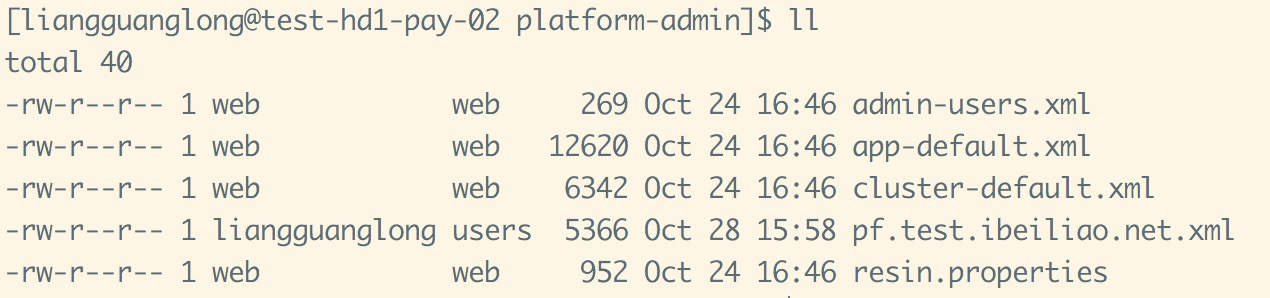 [liangguanglong@test-hd1-pay-02 platform-admin]$ ll
total 40
-rw-r--r-- 1 web            web     269 Oct 24 16:46 admin-users.xml
-rw-r--r-- 1 web            web   12620 Oct 24 16:46 app-default.xml
-rw-r--r-- 1 web            web    6342 Oct 24 16:46 cluster-default.xml
-rw-r--r-- 1 liangguanglong users  5366 Oct 28 15:58 pf.test.ibeiliao.net.xml
-rw-r--r-- 1 web            web     952 Oct 24 16:46 resin.properties